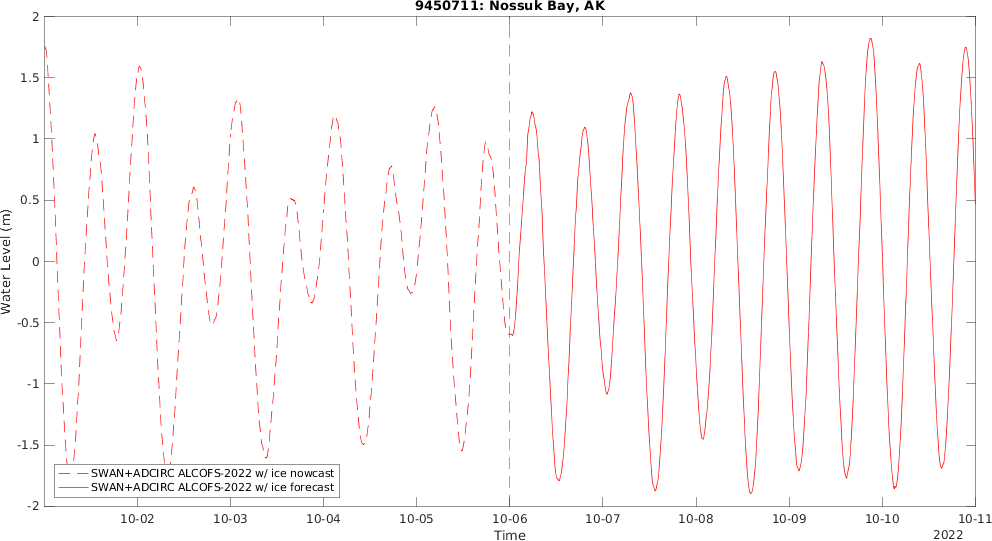 9450711: Nossuk Bay, AK
Water Level (m)
2
1.5
1
0.5
0
-0.5
-1
-1.5
-2
SWAN+ADCIRC ALCOFS-2022 w/ ice nowcast
SWAN+ADCIRC ALCOFS-2022 w/ ice forecast
10-02 10-03 10-04 10-05 10-06 10-07 10-08 10-09 10-10 10-11
Time
2022